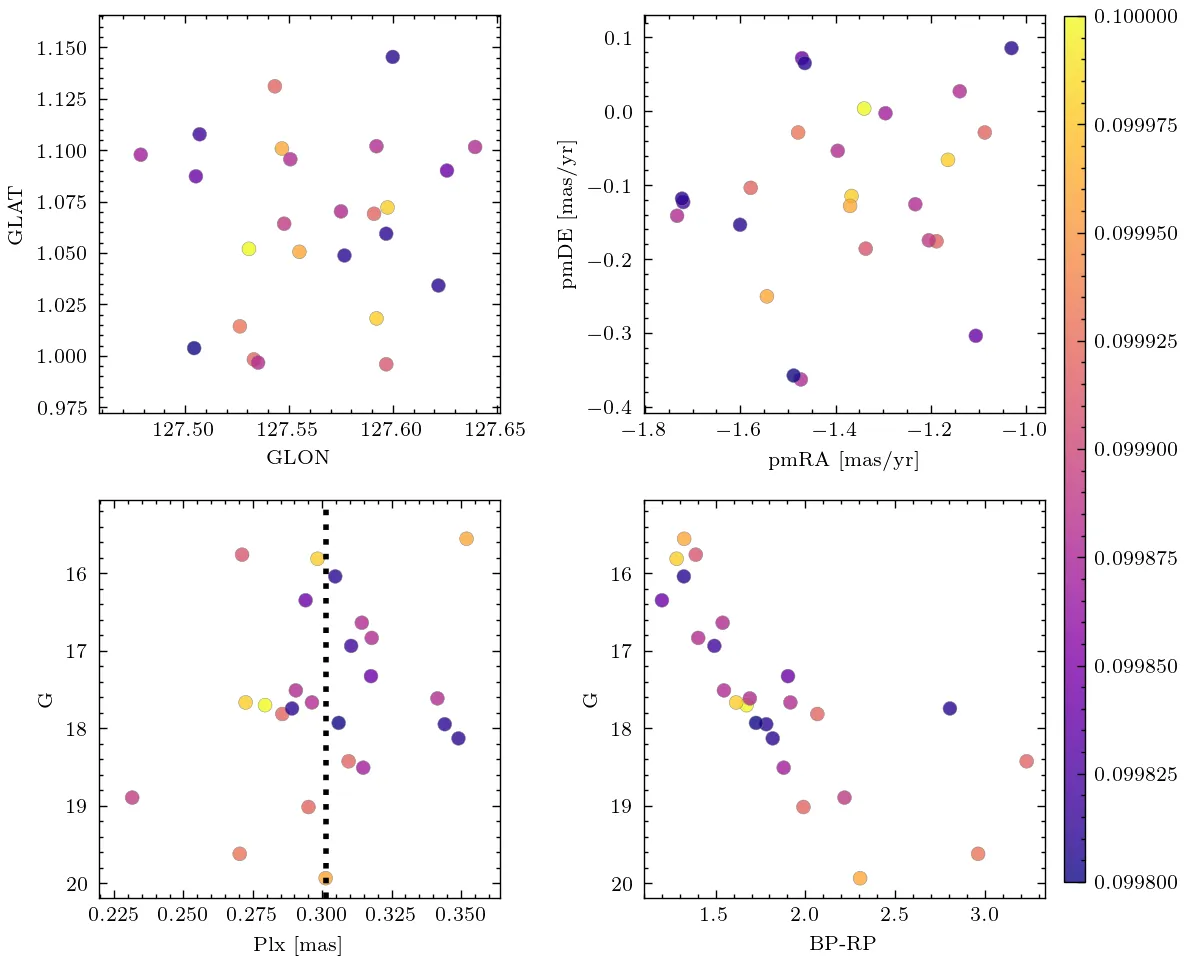 1.150
1.125
1.100
1.075
1.050
1.025
1.000
0.975
GLAT
127.50 127.55 127.60 127.65
GLON
0.1
0.0
−0.1
−0.2
−0.3
−0.4
pmDE [mas/yr]
−1.8 −1.6 −1.4 −1.2 −1.0
pmRA [mas/yr]
16
17
18
19
20
G
0.225 0.250 0.275 0.300 0.325 0.350
Plx [mas]
16
17
18
19
20
G
1.5 2.0 2.5 3.0
BP-RP
0.100000
0.099975
0.099950
0.099925
0.099900
0.099875
0.099850
0.099825
0.099800